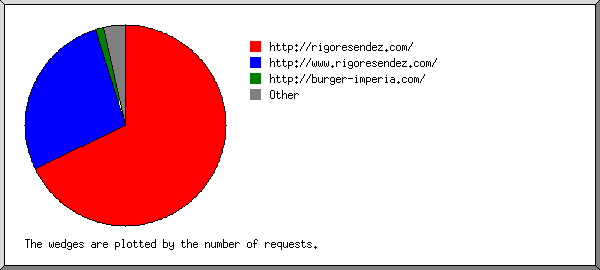 http://rigoresendez.com/
http://www.rigoresendez.com/
http://burger-imperia.com/
Other
The wedges are plotted by the number of requests.